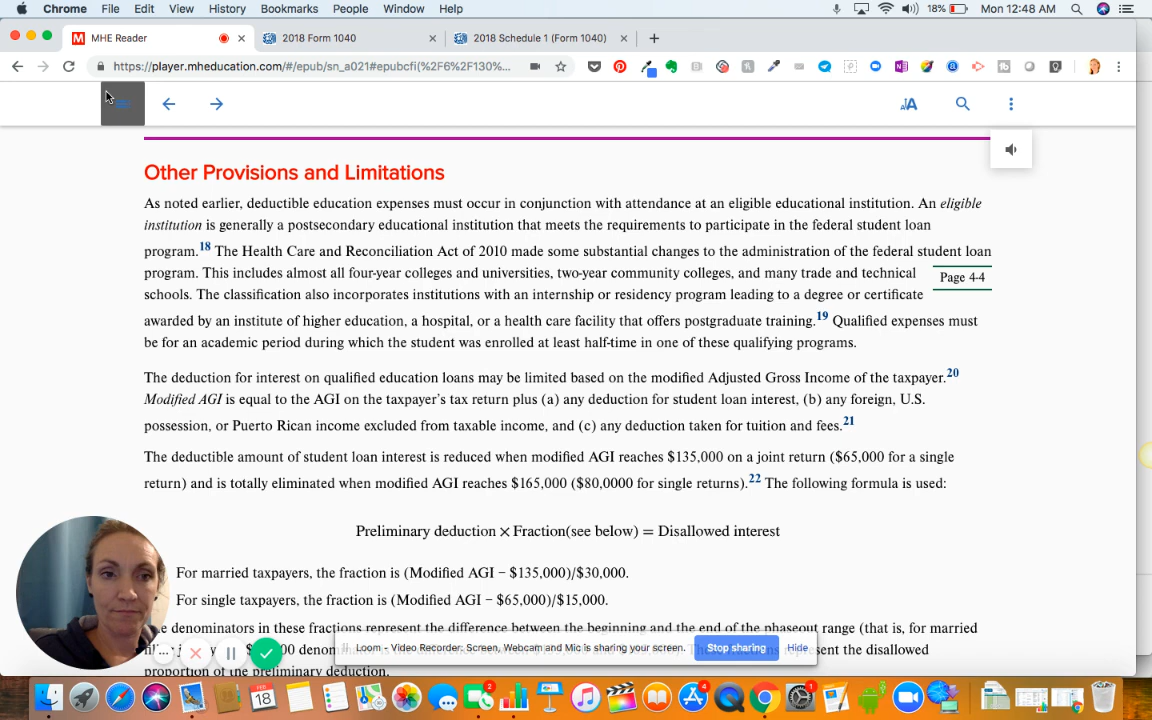 Chrome File Edit View History Bookmarks People Window Help 18% Mon 12:48 AM
MHE Reader 2018 Form 1040 2018 Schedule 1 (Form 1040)
https://player.mheducation.com/#/epub/sn_a021#epubcfi(%2F6%2F130%...
Other Provisions and Limitations
As noted earlier, deductible education expenses must occur in conjunction with attendance at an eligible educational institution. An eligible
institution is generally a postsecondary educational institution that meets the requirements to participate in the federal student loan
program.18 The Health Care and Reconciliation Act of 2010 made some substantial changes to the administration of the federal student loan
program. This includes almost all four-year colleges and universities, two-year community colleges, and many trade and technical
Page 4-4
schools. The classification also incorporates institutions with an internship or residency program leading to a degree or certificate
awarded by an institute of higher education, a hospital, or a health care facility that offers postgraduate training.19 Qualified expenses must
be for an academic period during which the student was enrolled at least half-time in one of these qualifying programs.
The deduction for interest on qualified education loans may be limited based on the modified Adjusted Gross Income of the taxpayer.20
Modified AGI is equal to the AGI on the taxpayer's tax return plus (a) any deduction for student loan interest, (b) any foreign, U.S.
possession, or Puerto Rican income excluded from taxable income, and (c) any deduction taken for tuition and fees.21
The deductible amount of student loan interest is reduced when modified AGI reaches $135,000 on a joint return ($65,000 for a single
return) and is totally eliminated when modified AGI reaches $165,000 ($80,0000 for single returns).22 The following formula is used:
Preliminary deduction × Fraction(see below) = Disallowed interest
For married taxpayers, the fraction is (Modified AGI − $135,000)/$30,000.
For single taxpayers, the fraction is (Modified AGI − $65,000)/$15,000.
denominators in these fractions represent the difference between the beginning and the end of the phaseout range (that is, for married
Loom - Video Recorder: Screen, Webcam and Mic is sharing your screen. Stop sharing Hide
represent the disallowed
proportion of the preliminary deduction.